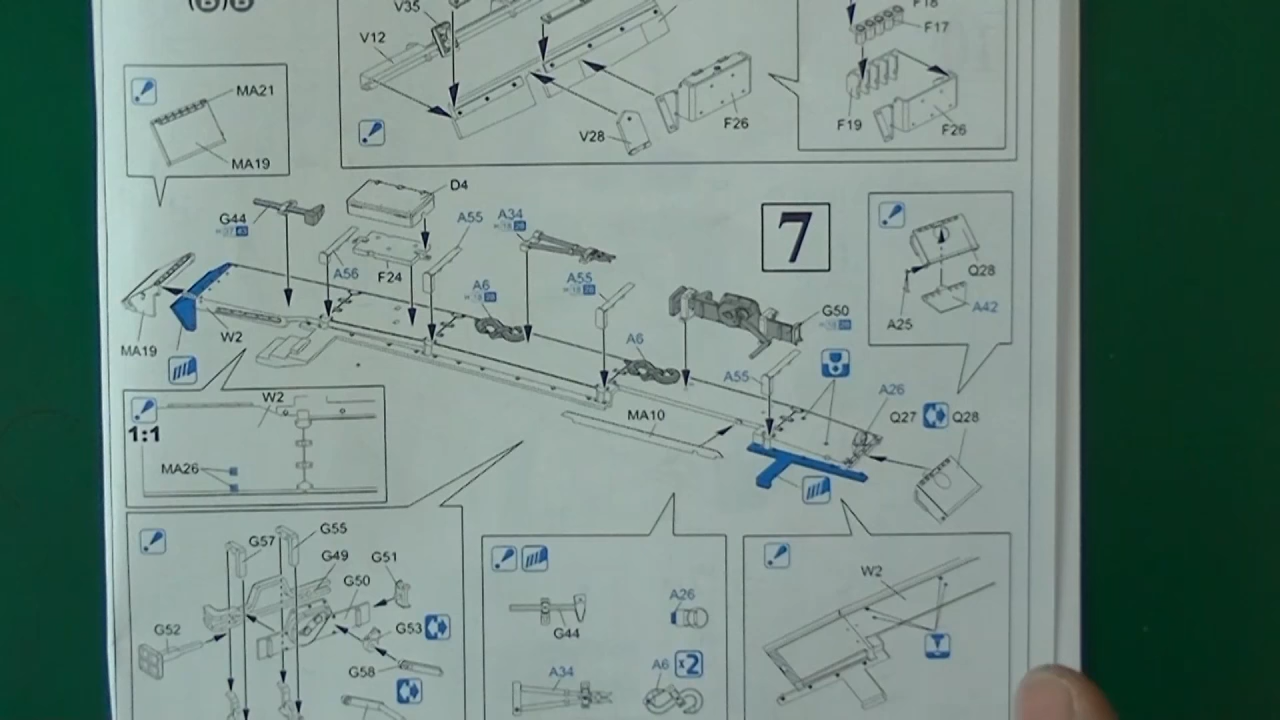 V35
V12
V28
F26
F17
F19
F26
MA21
MA19
D4
G44
A55
A34
A56
F24
A6
A55
7
Q28
A42
A25
G50
MA19
W2
A6
A55
A26
Q27
Q28
MA10
W2
1:1
MA26
G55
G57
G49
G51
G50
G52
G53
G58
G44
A26
A34
A6
x2
W2